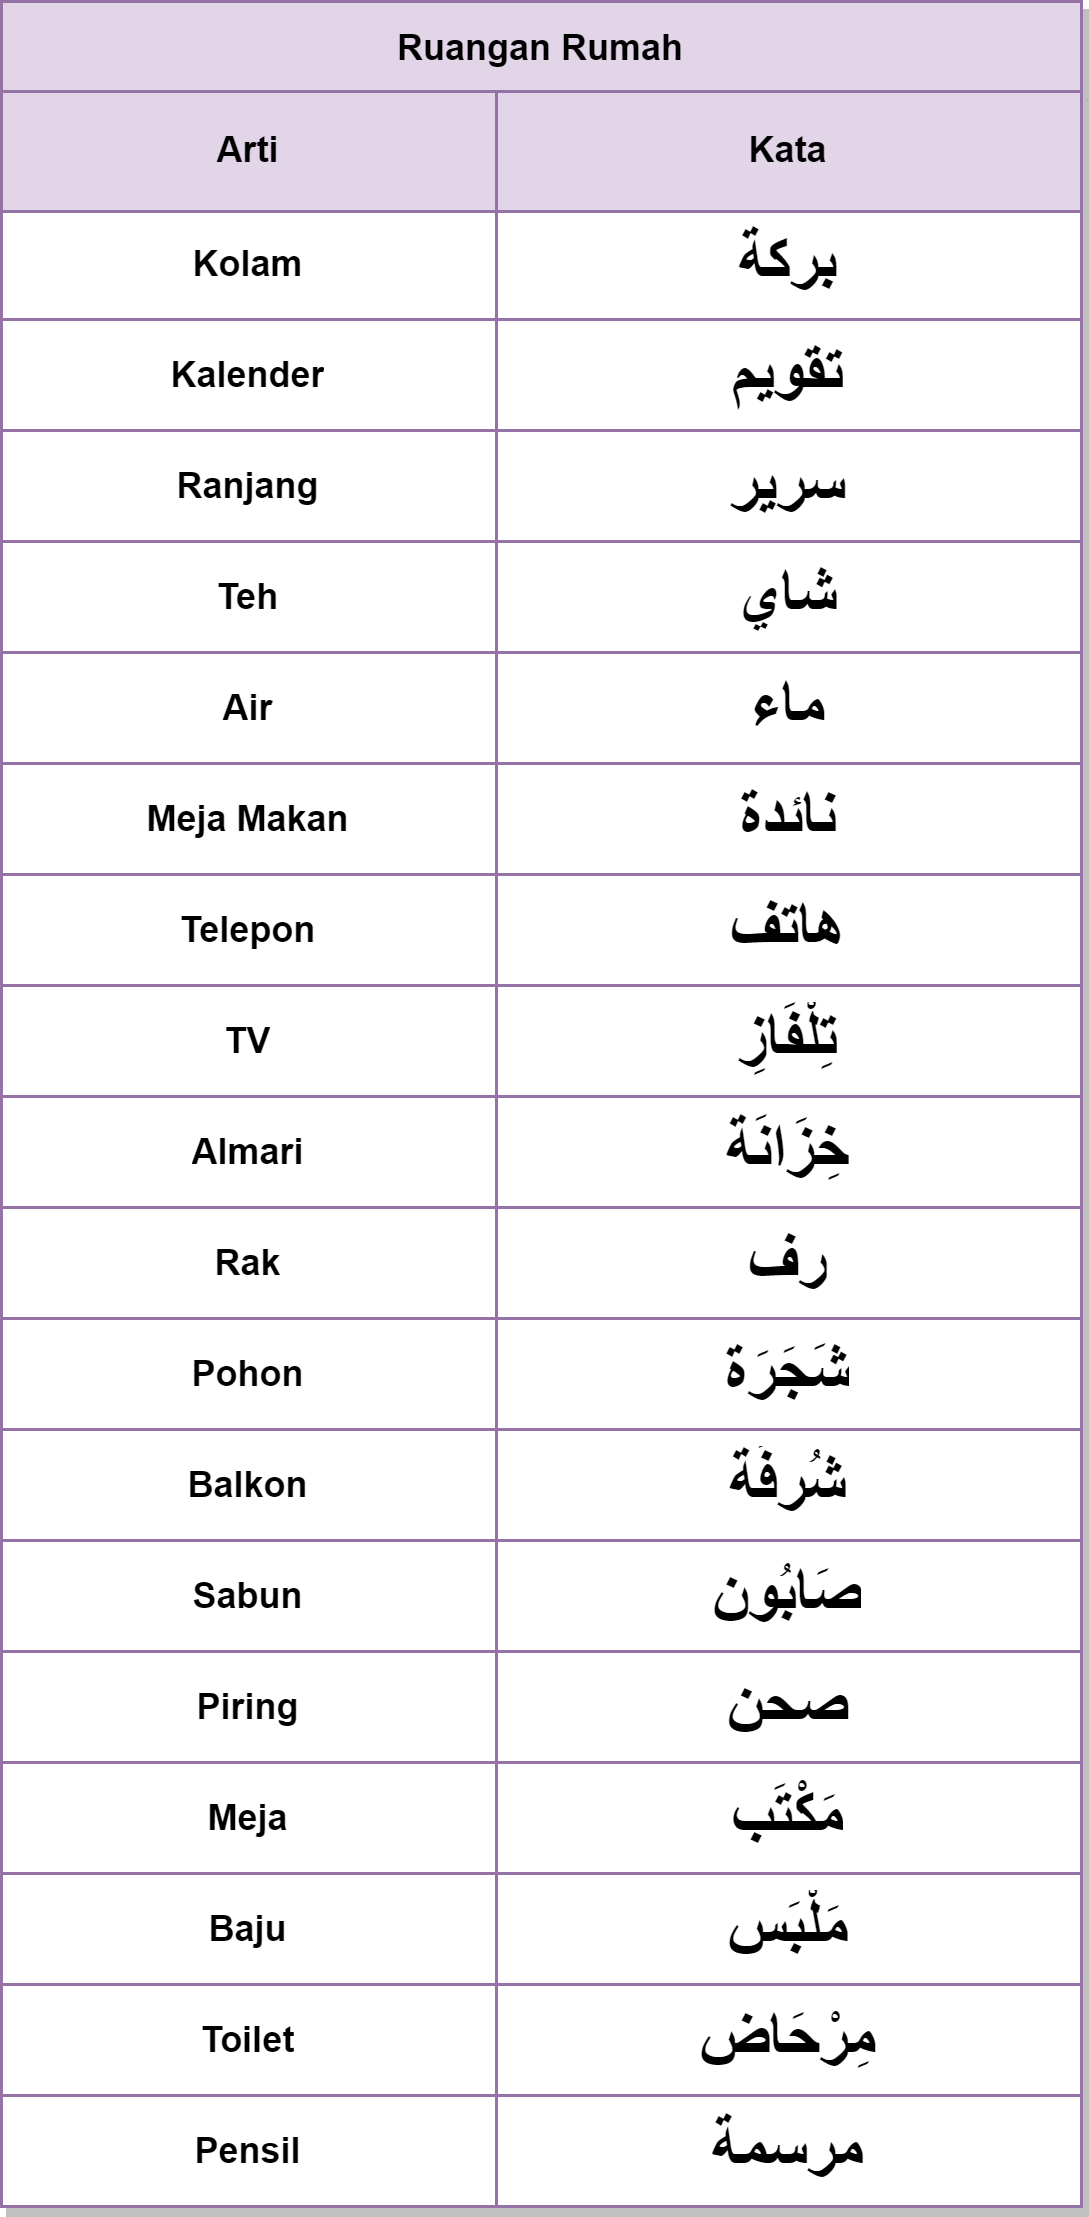 Ruangan Rumah
Arti Kata
Kolam بركة
Kalender تقويم
Ranjang سرير
Teh شاي
Air ماء
Meja Makan نائدة
Telepon هاتف
TV تِلْفَازِ
Almari خِزَانَة
Rak رف
Pohon شَجَرَة
Balkon شُرفَة
Sabun صَابُون
Piring صحن
Meja مَكْتَب
Baju مَلْبَس
Toilet مِرْحَاض
Pensil مرسمة